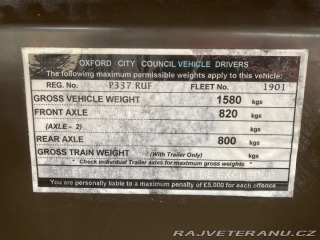 OXFORD CITY COUNCIL VEHICLE DRIVERS
The following maximum permissible weights apply to this vehicle:
REG. No. P337 RUF FLEET No. 1901
GROSS VEHICLE WEIGHT 1580 kgs
FRONT AXLE 820 kgs
(AXLE - 2) kgs
REAR AXLE 800 kgs
GROSS TRAIN WEIGHT (With Trailer Only) kgs
* Check individual Trailer axles for maximum gross weights *
BE EXCEEDED
You are personally liable to a maximum penalty of £5,000 for each offence
RAJVETERANU.CZ